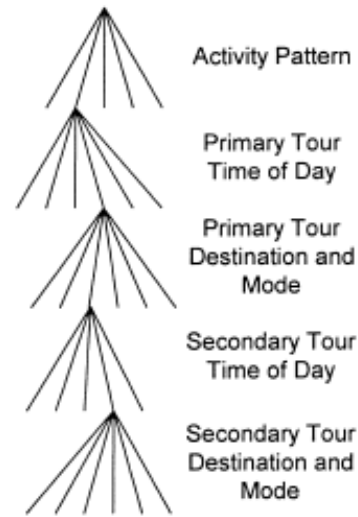 Activity Pattern
Primary Tour
Time of Day
Primary Tour
Destination and
Mode
Secondary Tour
Time of Day
Secondary Tour
Destination and
Mode